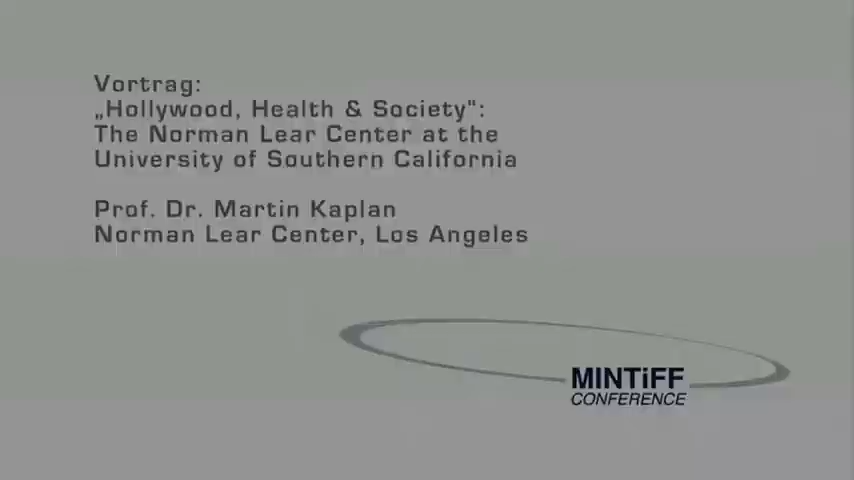 Vortrag:
„Hollywood, Health & Society“:
The Norman Lear Center at the
University of Southern California
Prof. Dr. Martin Kaplan
Norman Lear Center, Los Angeles
MINTiFF
CONFERENCE